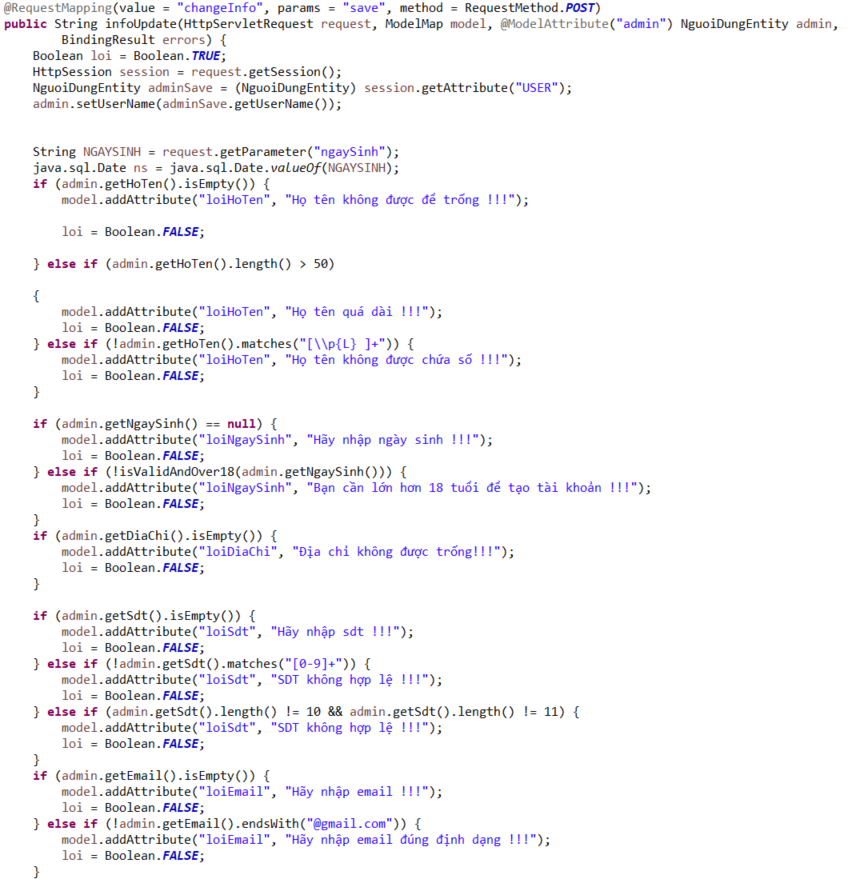 @RequestMapping(value = "changeInfo", params = "save", method = RequestMethod.POST)
public String infoUpdate(HttpServletRequest request, ModelMap model, @ModelAttribute("admin") NguoiDungEntity admin,
BindingResult errors) {
Boolean loi = Boolean.TRUE;
HttpSession session = request.getSession();
NguoiDungEntity adminSave = (NguoiDungEntity) session.getAttribute("USER");
admin.setUserName(adminSave.getUserName());
String NGAYSINH = request.getParameter("ngaySinh");
java.sql.Date ns = java.sql.Date.valueOf(NGAYSINH);
if (admin.getHoTen().isEmpty()) {
model.addAttribute("loiHoTen", "Họ tên không được để trống !!!");
loi = Boolean.FALSE;
} else if (admin.getHoTen().length() > 50)
{
model.addAttribute("loiHoTen", "Họ tên quá dài !!!");
loi = Boolean.FALSE;
} else if (!admin.getHoTen().matches("[\\p{L} ]+")) {
model.addAttribute("loiHoTen", "Họ tên không được chứa số !!!");
loi = Boolean.FALSE;
}
if (admin.getNgaySinh() == null) {
model.addAttribute("loiNgaySinh", "Hãy nhập ngày sinh !!!");
loi = Boolean.FALSE;
} else if (!isValidAndOver18(admin.getNgaySinh())) {
model.addAttribute("loiNgaySinh", "Bạn cần lớn hơn 18 tuổi để tạo tài khoản !!!");
loi = Boolean.FALSE;
}
if (admin.getDiaChi().isEmpty()) {
model.addAttribute("loiDiaChi", "Địa chỉ không được trống!!!");
loi = Boolean.FALSE;
}
if (admin.getSdt().isEmpty()) {
model.addAttribute("loiSdt", "Hãy nhập sdt !!!");
loi = Boolean.FALSE;
} else if (!admin.getSdt().matches("[0-9]+")) {
model.addAttribute("loiSdt", "SDT không hợp lệ !!!");
loi = Boolean.FALSE;
} else if (admin.getSdt().length() != 10 && admin.getSdt().length() != 11) {
model.addAttribute("loiSdt", "SDT không hợp lệ !!!");
loi = Boolean.FALSE;
}
if (admin.getEmail().isEmpty()) {
model.addAttribute("loiEmail", "Hãy nhập email !!!");
loi = Boolean.FALSE;
} else if (!admin.getEmail().endsWith("@gmail.com")) {
model.addAttribute("loiEmail", "Hãy nhập email đúng định dạng !!!");
loi = Boolean.FALSE;
}